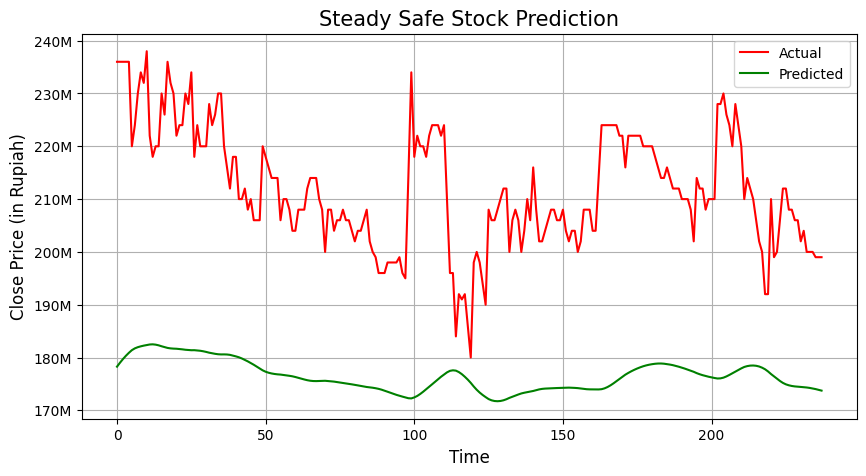 Steady Safe Stock Prediction
Close Price (in Rupiah)
240M
230M
220M
210M
200M
190M
180M
170M
0
50
100
150
200
Time
Actual
Predicted